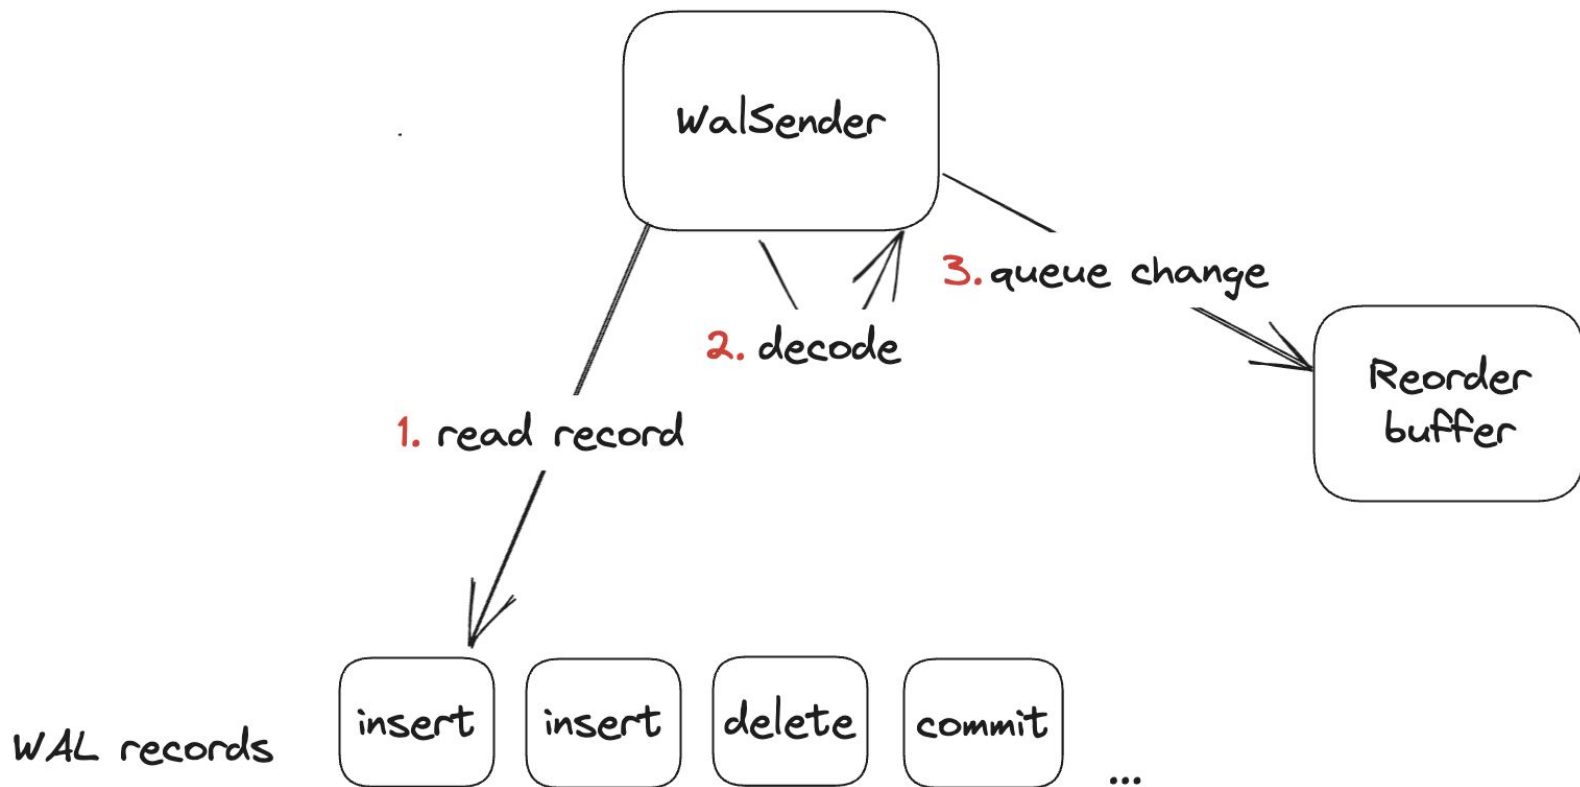 WalSender
3. queue change
2. decode
Reorder
buffer
1. read record
insert
insert
delete
commit
WAL records
...